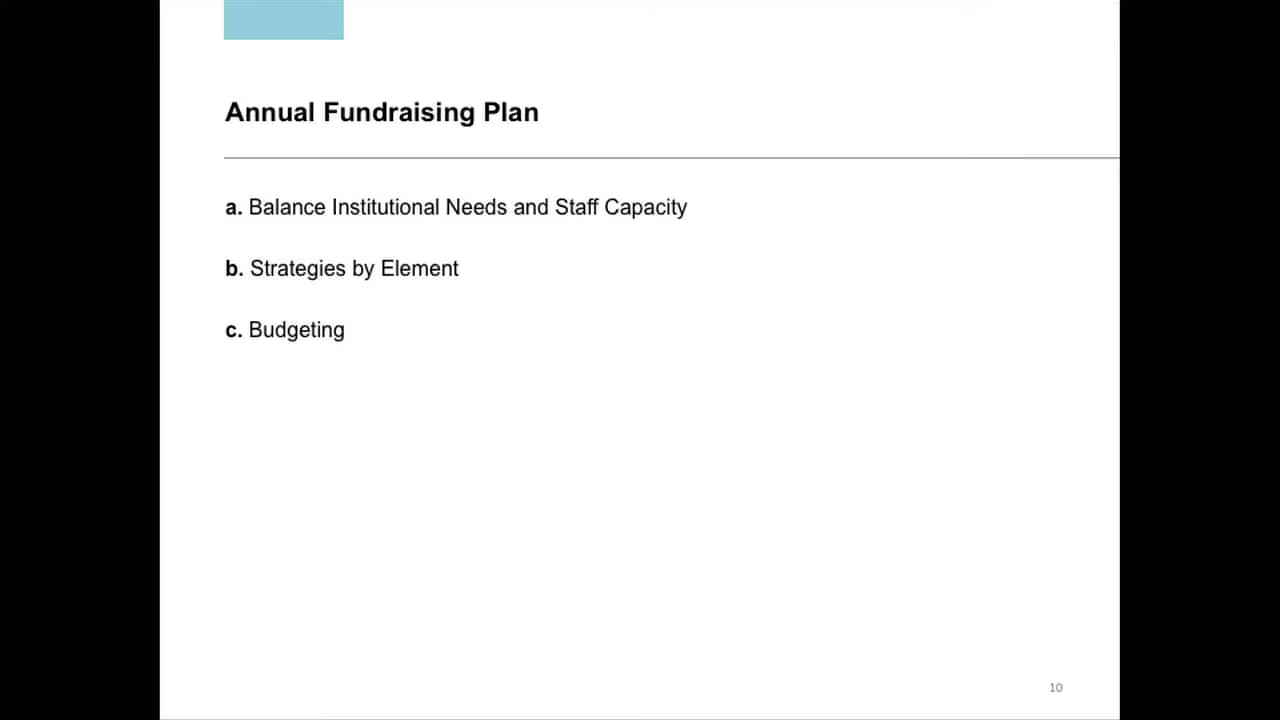 Annual Fundraising Plan
a. Balance Institutional Needs and Staff Capacity
b. Strategies by Element
c. Budgeting
10